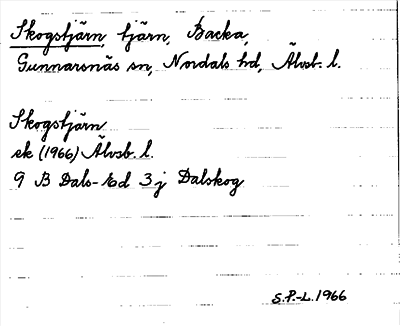 Skogstjärn, tjärn, Backa,
Gunnarsnäs sn, Nordals hd, Älvsb. l.
Skogstjärn
ek (1966) Älvsb. l.
9 B Dals-Ed 3 j Dalskog
S.P.-L. 1966